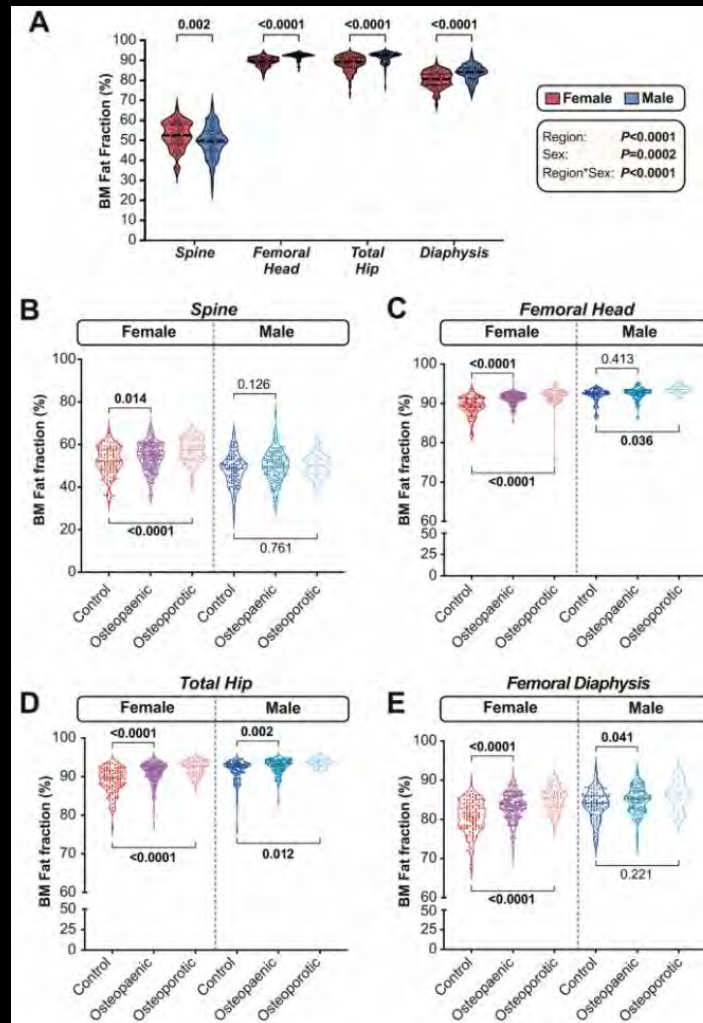 A
0.002 <0.0001 <0.0001 <0.0001
BM Fat Fraction (%)
100
90
80
70
60
50
40
30
20
10
0
Spine
Femoral Head
Total Hip
Diaphysis
Female Male
Region: P<0.0001
Sex: P=0.0002
Region*Sex: P<0.0001
B
Spine
Female Male
BM Fat fraction (%)
100
80
60
40
20
0
0.014
0.126
<0.0001
0.761
Control
Osteopaenic
Osteoporotic
Control
Osteopaenic
Osteoporotic
C
Femoral Head
Female Male
BM Fat fraction (%)
100
90
80
70
60
50
25
0
<0.0001
0.413
0.036
<0.0001
Control
Osteopaenic
Osteoporotic
Control
Osteopaenic
Osteoporotic
D
Total Hip
Female Male
BM Fat fraction (%)
100
90
80
70
60
50
25
0
<0.0001
0.002
<0.0001
0.012
Control
Osteopaenic
Osteoporotic
Control
Osteopaenic
Osteoporotic
E
Femoral Diaphysis
Female Male
BM Fat fraction (%)
100
90
80
70
60
50
25
0
<0.0001
0.041
0.221
<0.0001
Control
Osteopaenic
Osteoporotic
Control
Osteopaenic
Osteoporotic